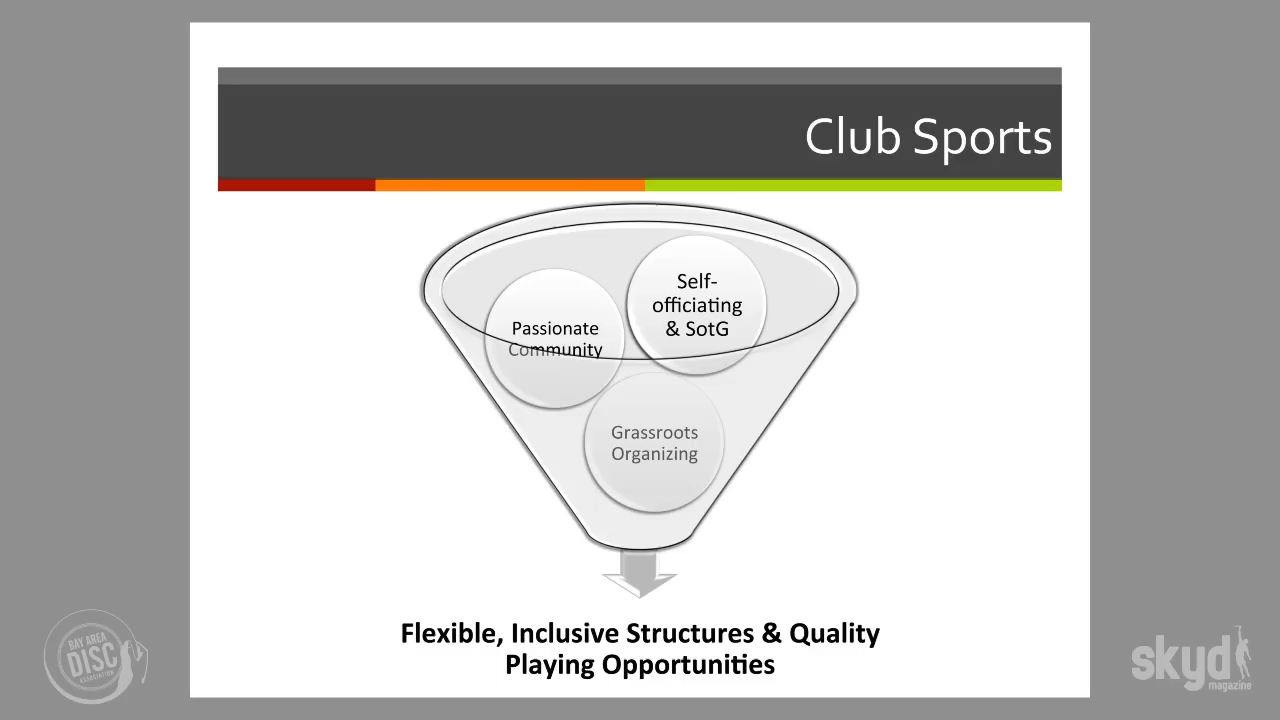 Club Sports
Self-
officiating
& SotG
Passionate
Community
Grassroots
Organizing
Flexible, Inclusive Structures & Quality
Playing Opportunities
BAY AREA
DISC
ASSOCIATION
skyd
magazine